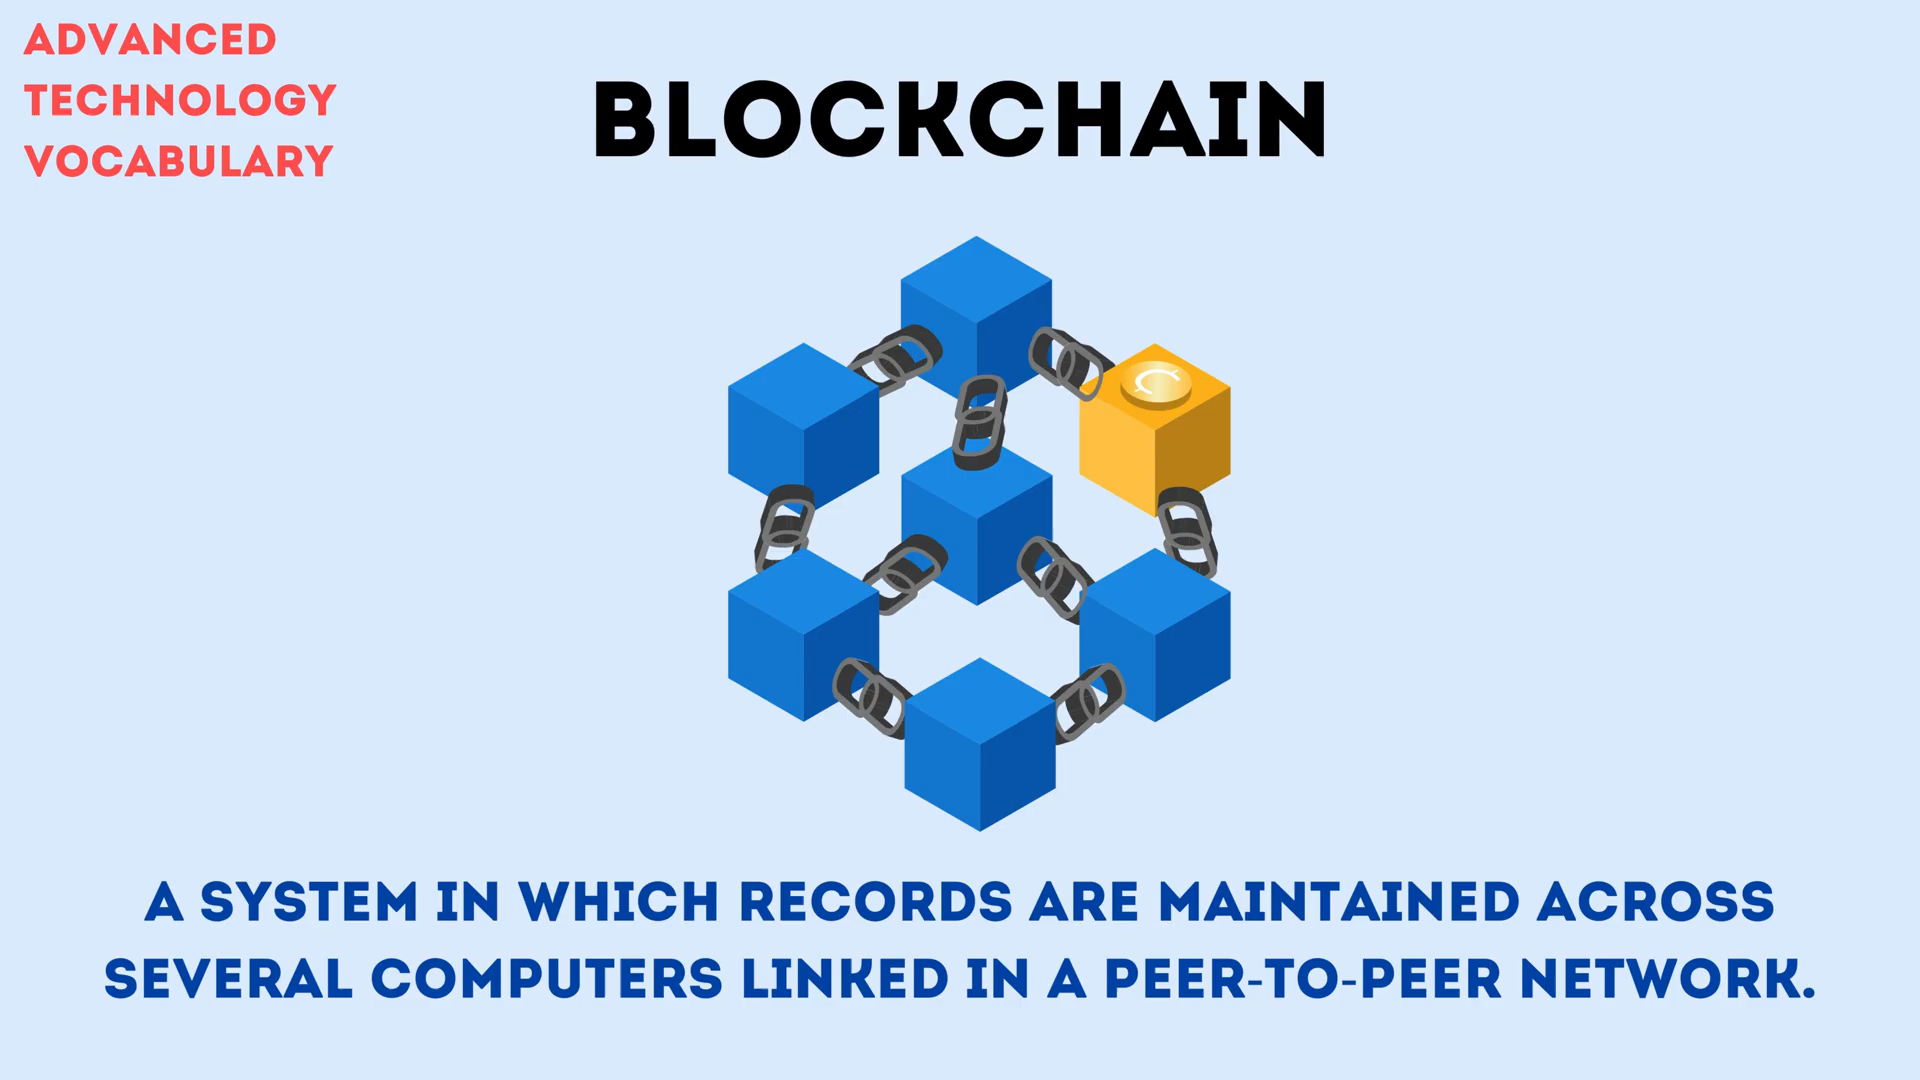 ADVANCED
TECHNOLOGY
VOCABULARY
BLOCKCHAIN
A SYSTEM IN WHICH RECORDS ARE MAINTAINED ACROSS
SEVERAL COMPUTERS LINKED IN A PEER-TO-PEER NETWORK.